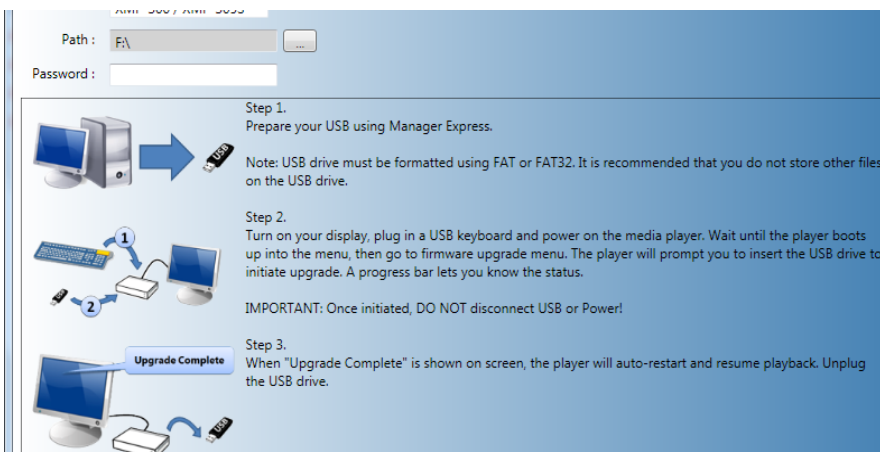 Path :
F:\
...
Password :
Step 1.
Prepare your USB using Manager Express.
USB
Note: USB drive must be formatted using FAT or FAT32. It is recommended that you do not store other files
on the USB drive.
Step 2.
Turn on your display, plug in a USB keyboard and power on the media player. Wait until the player boots
up into the menu, then go to firmware upgrade menu. The player will prompt you to insert the USB drive to
initiate upgrade. A progress bar lets you know the status.
1
2
IMPORTANT: Once initiated, DO NOT disconnect USB or Power!
Step 3.
When "Upgrade Complete" is shown on screen, the player will auto-restart and resume playback. Unplug
the USB drive.
Upgrade Complete
USB